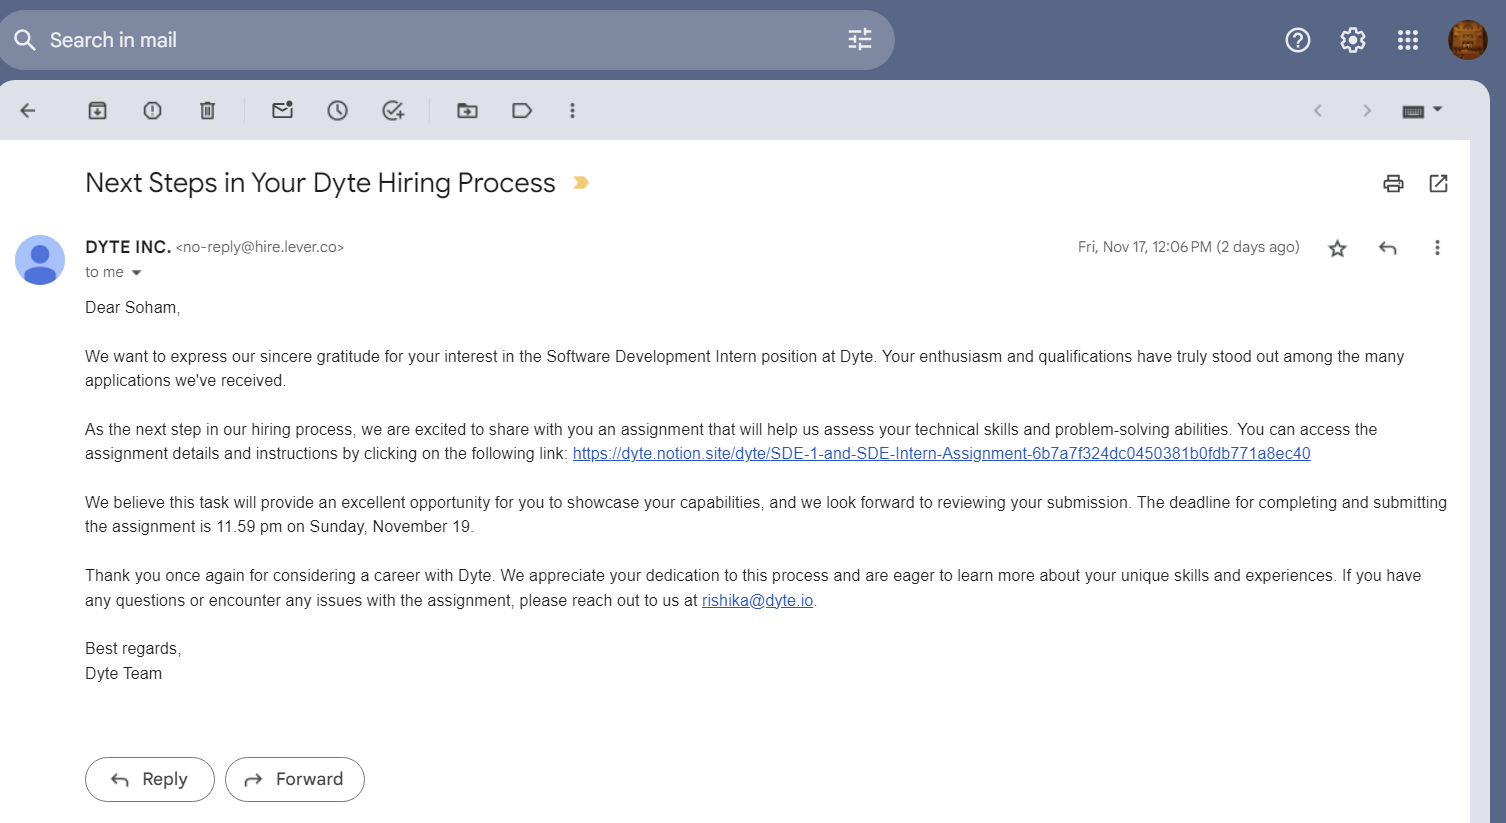 Search in mail
Next Steps in Your Dyte Hiring Process
DYTE INC. <no-reply@hire.lever.co>
Fri, Nov 17, 12:06 PM (2 days ago)
to me
Dear Soham,
We want to express our sincere gratitude for your interest in the Software Development Intern position at Dyte. Your enthusiasm and qualifications have truly stood out among the many
applications we've received.
As the next step in our hiring process, we are excited to share with you an assignment that will help us assess your technical skills and problem-solving abilities. You can access the
assignment details and instructions by clicking on the following link: https://dyte.notion.site/dyte/SDE-1-and-SDE-Intern-Assignment-6b7a7f324dc0450381b0fdb771a8ec40
We believe this task will provide an excellent opportunity for you to showcase your capabilities, and we look forward to reviewing your submission. The deadline for completing and submitting
the assignment is 11.59 pm on Sunday, November 19.
Thank you once again for considering a career with Dyte. We appreciate your dedication to this process and are eager to learn more about your unique skills and experiences. If you have
any questions or encounter any issues with the assignment, please reach out to us at rishika@dyte.io.
Best regards,
Dyte Team
Reply
Forward